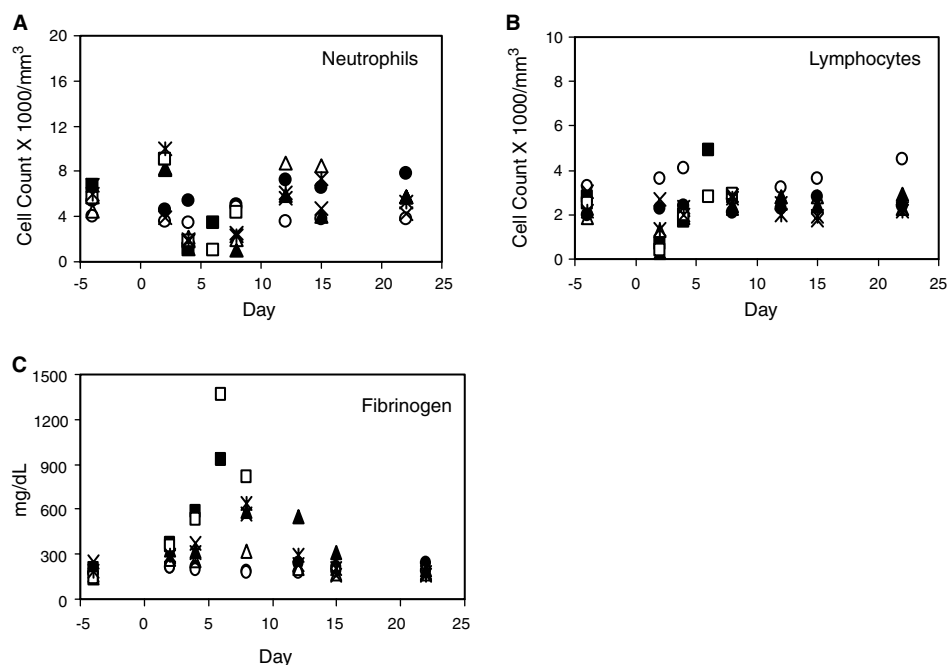 A
Neutrophils
Cell Count X 1000/mm³
20
16
12
8
4
0
-5 0 5 10 15 20 25
Day
B
Lymphocytes
Cell Count X 1000/mm³
10
8
6
4
2
0
-5 0 5 10 15 20 25
Day
C
Fibrinogen
mg/dL
1500
1200
900
600
300
0
-5 0 5 10 15 20 25
Day